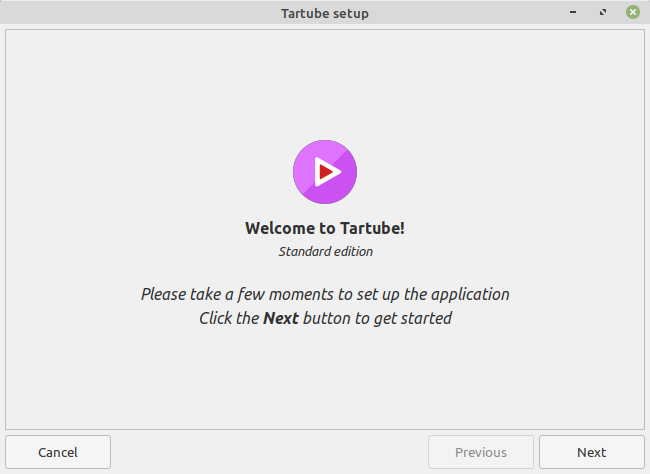 Tartube setup
Welcome to Tartube!
Standard edition
Please take a few moments to set up the application
Click the Next button to get started
Cancel
Previous
Next